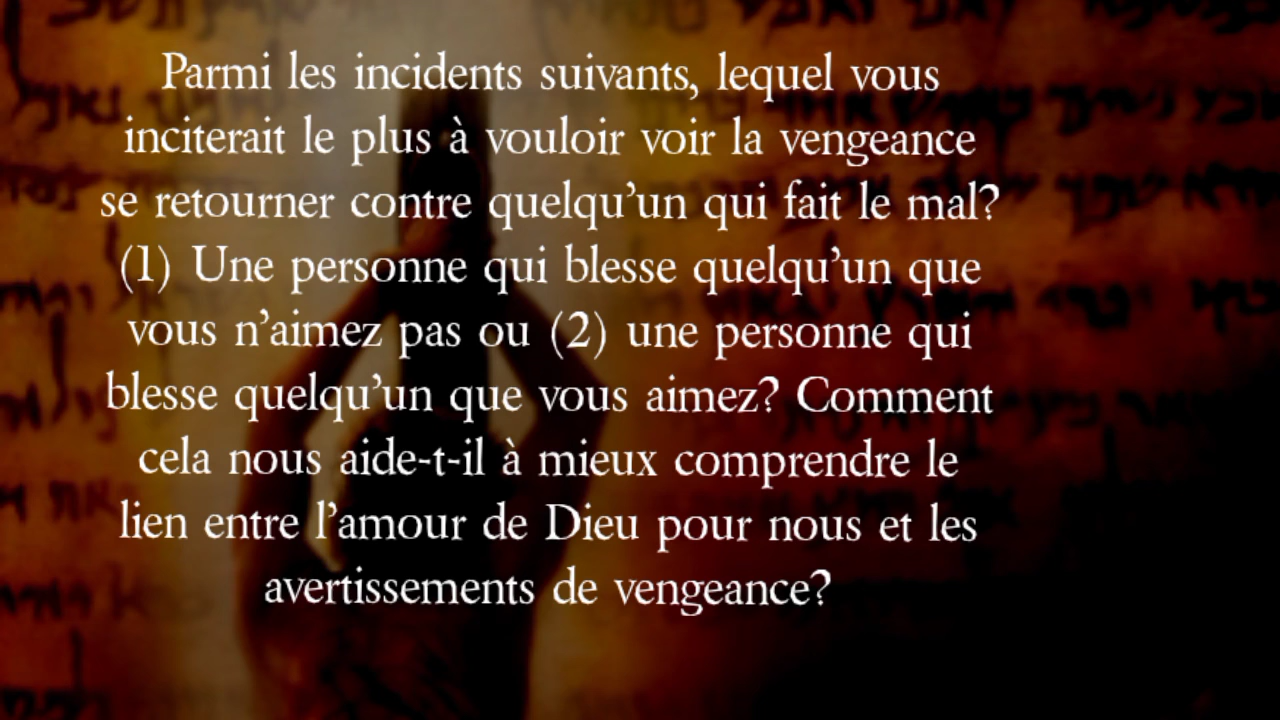 Parmi les incidents suivants, lequel vous
inciterait le plus à vouloir voir la vengeance
se retourner contre quelqu’un qui fait le mal?
(1) Une personne qui blesse quelqu’un que
vous n’aimez pas ou (2) une personne qui
blesse quelqu’un que vous aimez? Comment
cela nous aide-t-il à mieux comprendre le
lien entre l’amour de Dieu pour nous et les
avertissements de vengeance?